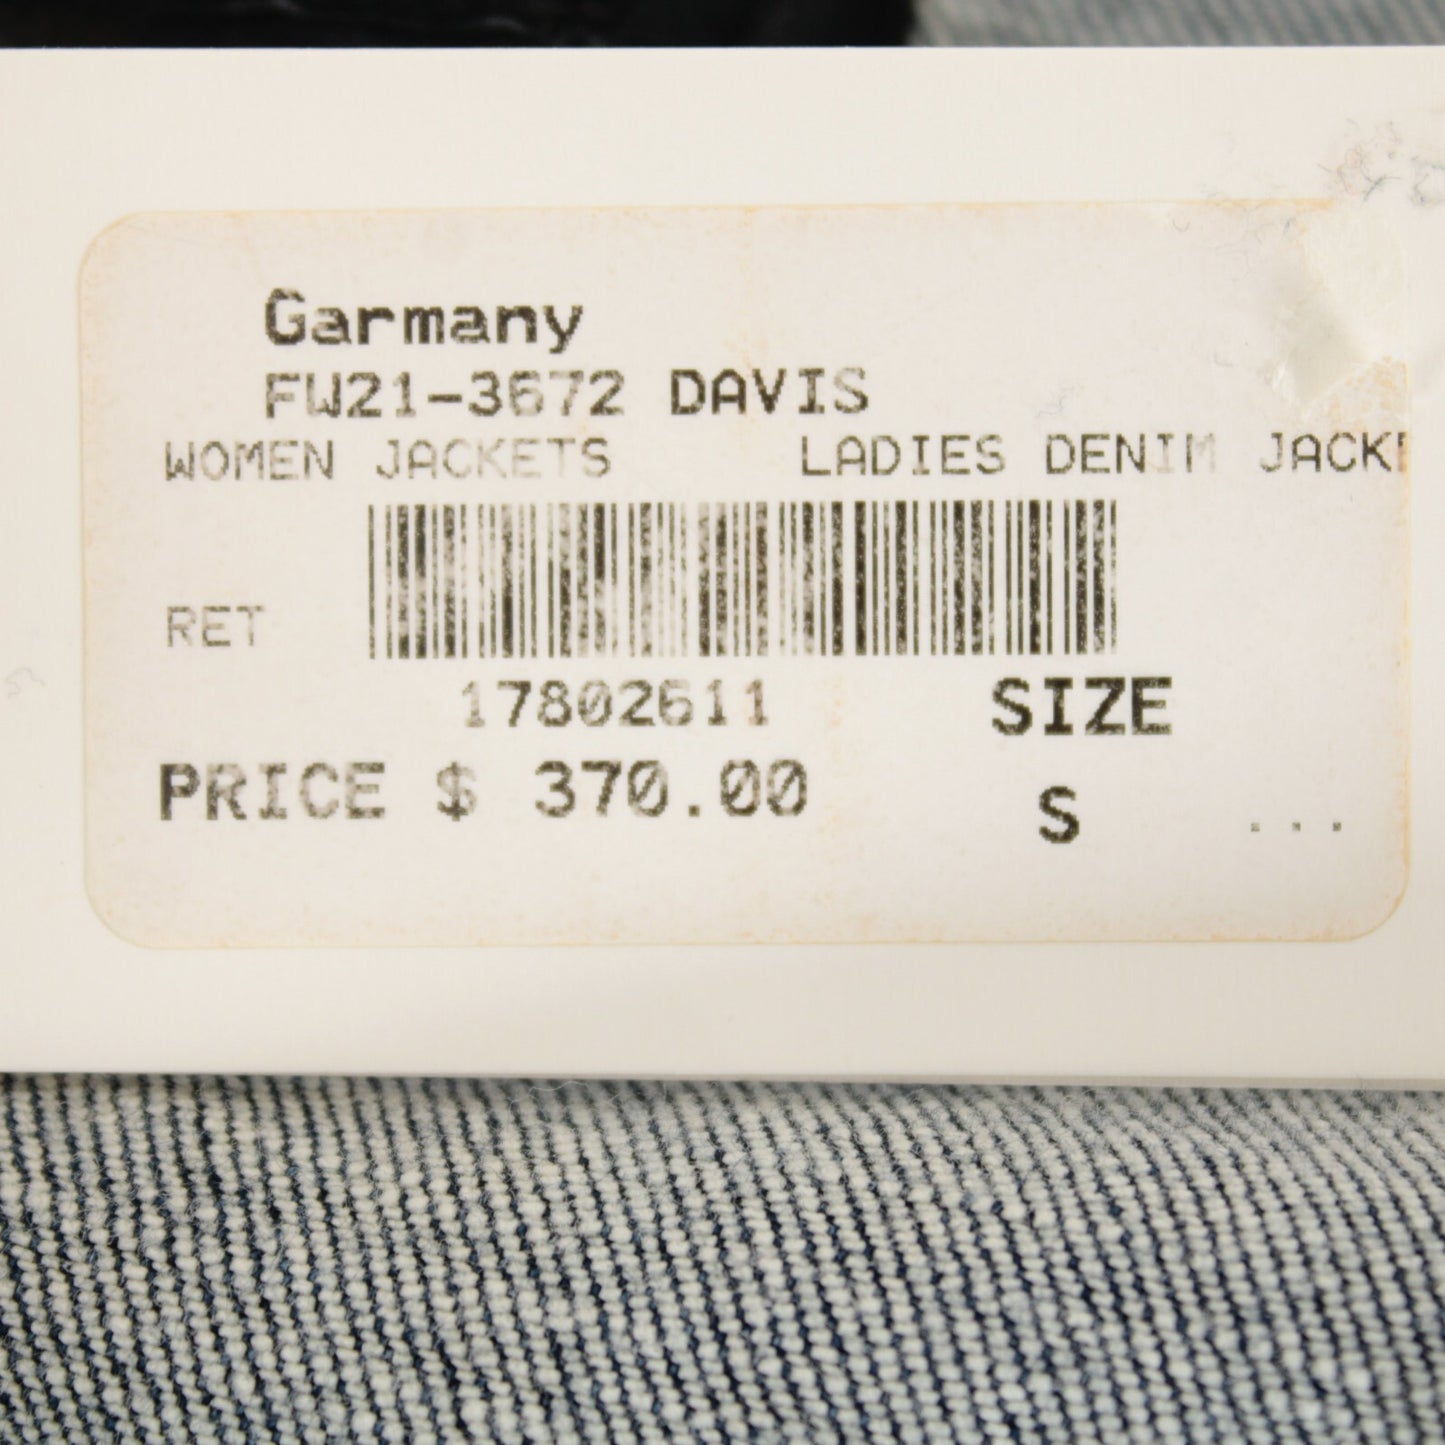 Garmany
FW21-3672 DAVIS
WOMEN JACKETS LADIES DENIM JACK
RET
17802611 SIZE
PRICE $ 370.00 S ...